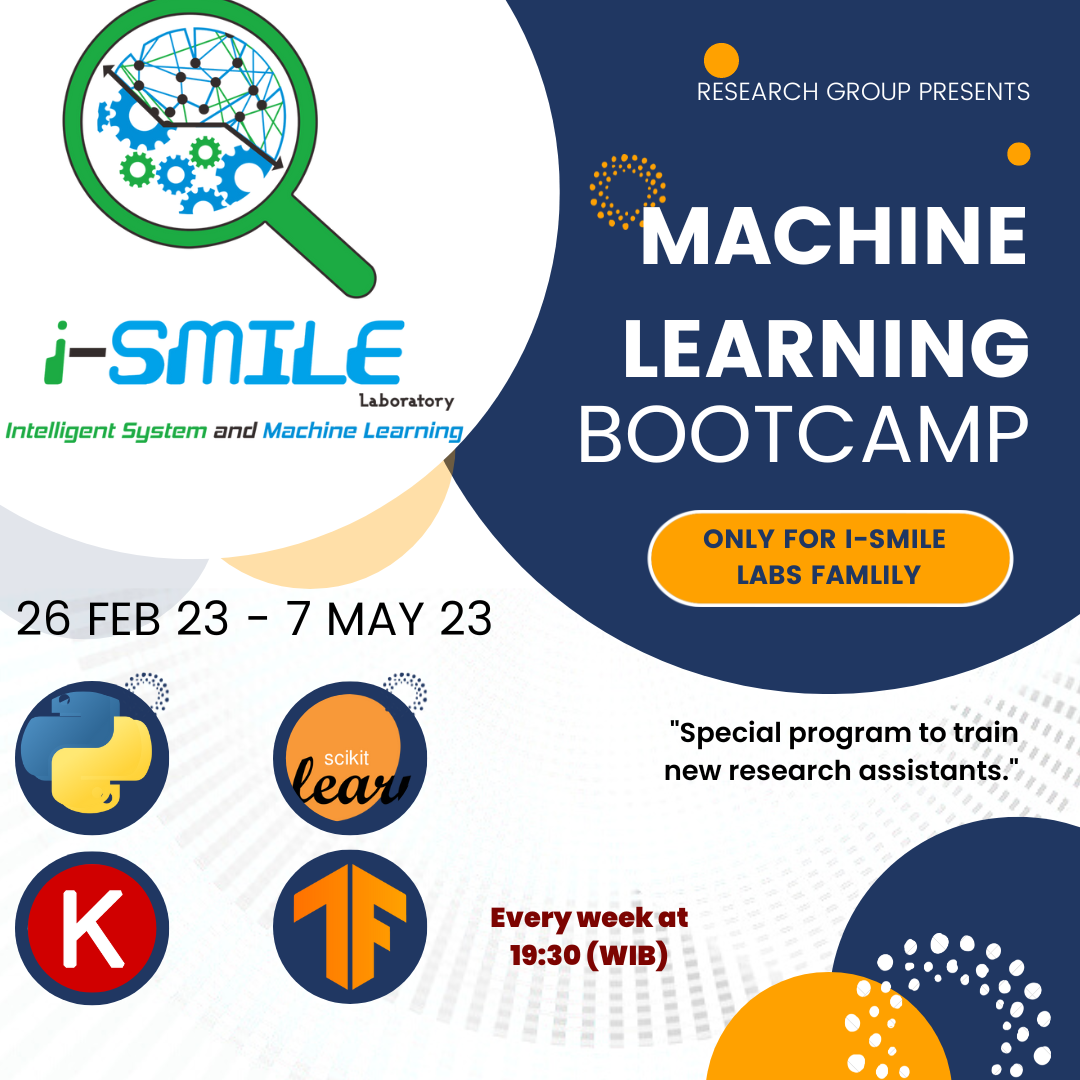 RESEARCH GROUP PRESENTS
MACHINE
LEARNING
BOOTCAMP
ONLY FOR I-SMILE
LABS FAMLILY
i-SMILE
Laboratory
Intelligent System and Machine Learning
26 FEB 23 - 7 MAY 23
"Special program to train
new research assistants."
scikit
learn
K
TF
Every week at
19:30 (WIB)